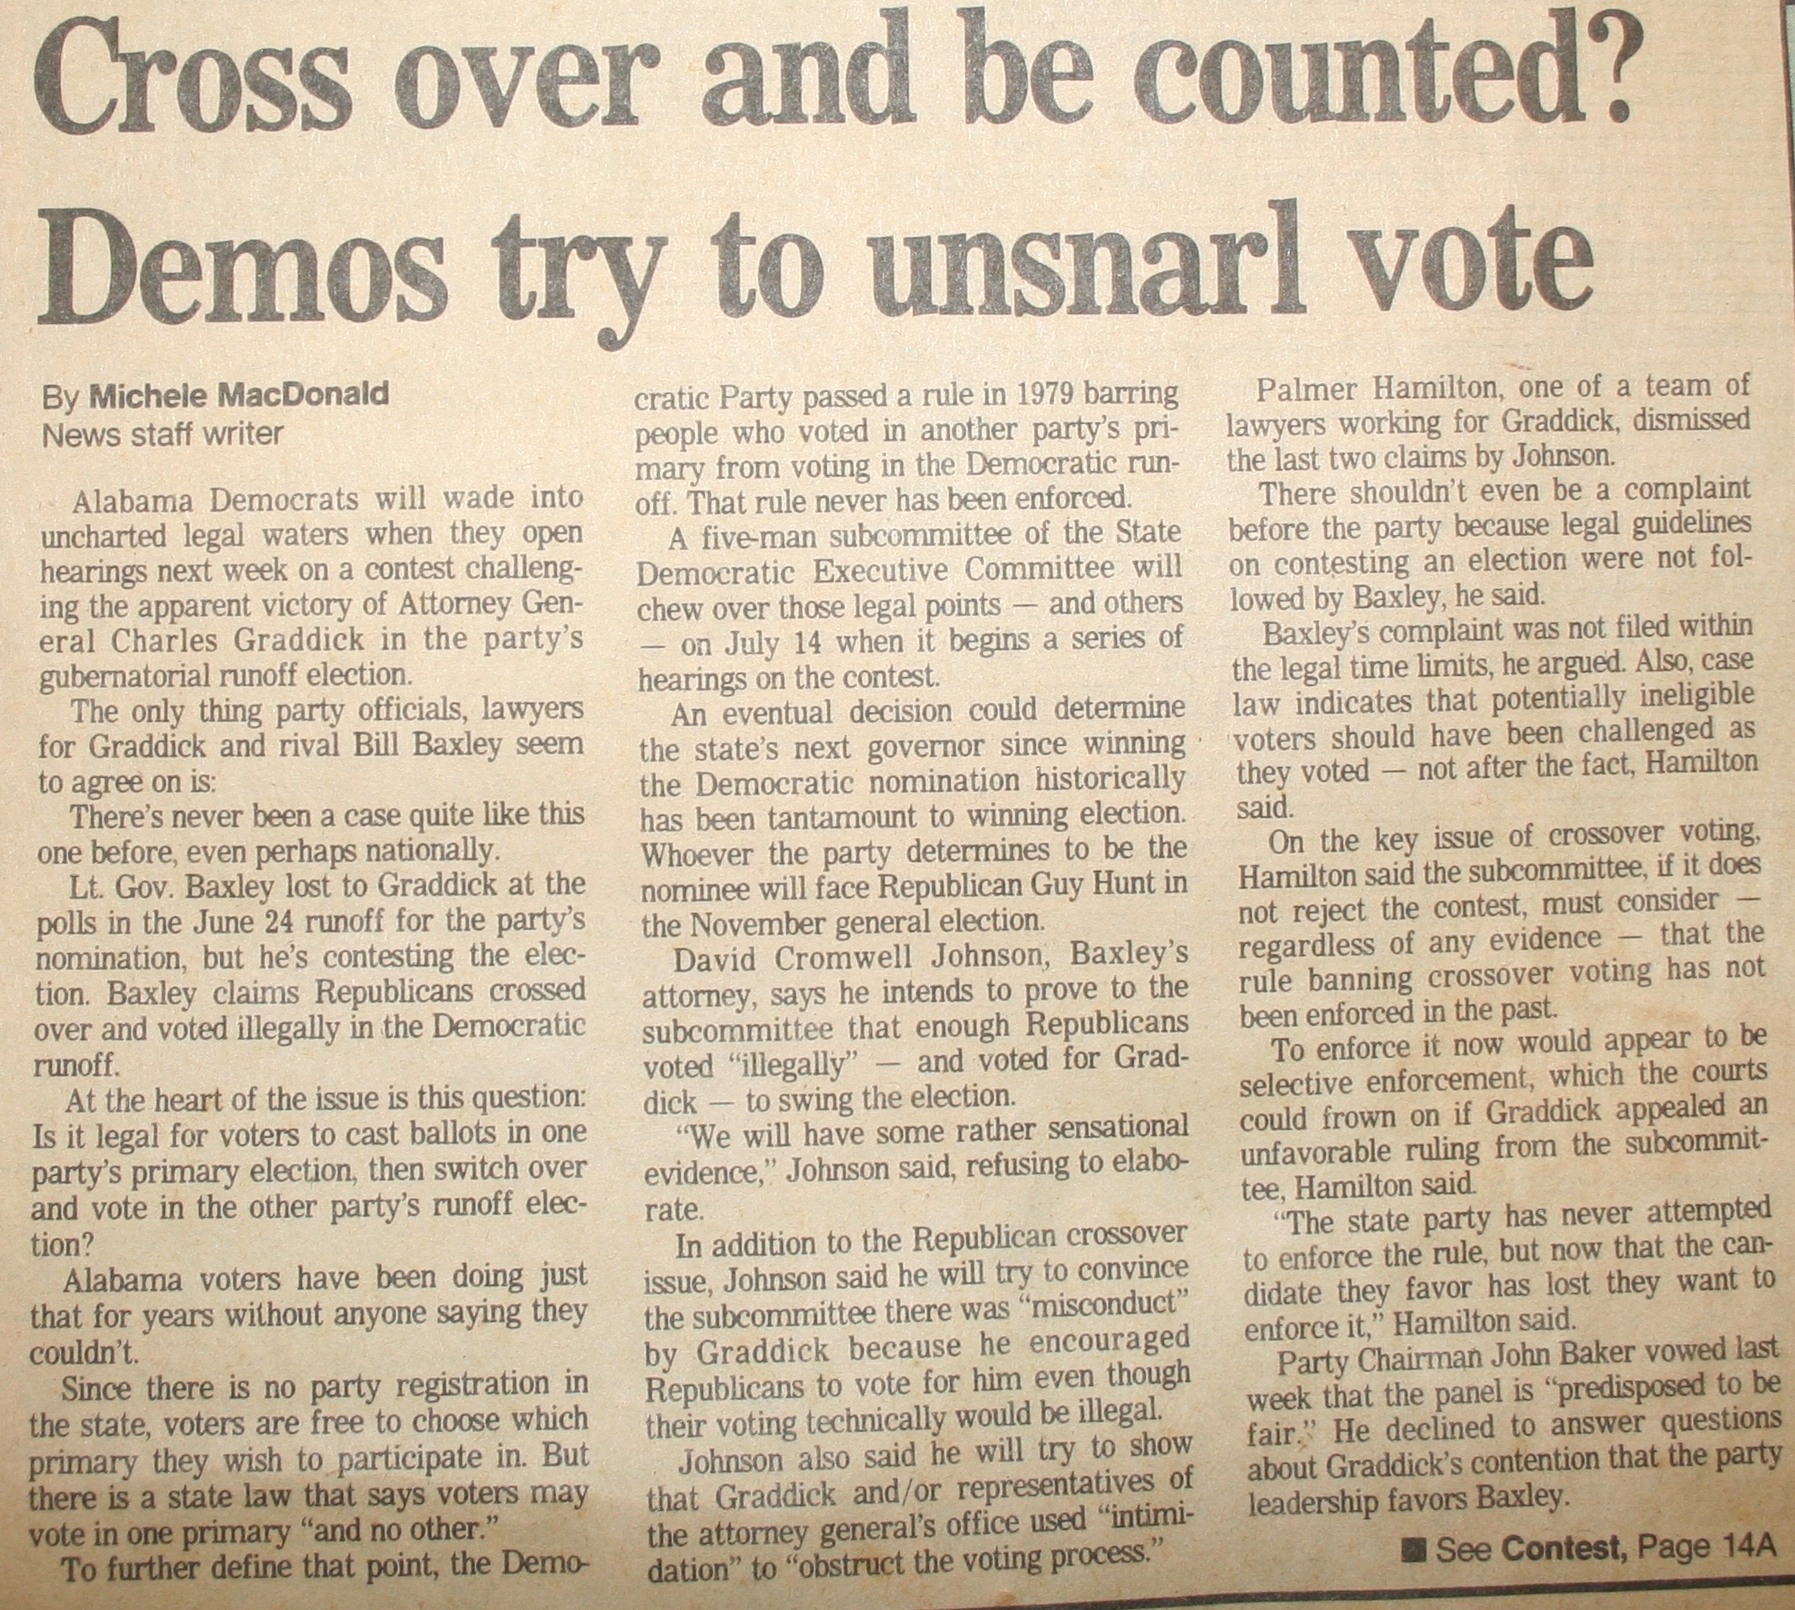 Cross over and be counted?
Demos try to unsnarl vote
By Michele MacDonald
News staff writer
Alabama Democrats will wade into
uncharted legal waters when they open
hearings next week on a contest challeng-
ing the apparent victory of Attorney Gen-
eral Charles Graddick in the party's
gubernatorial runoff election.
The only thing party officials, lawyers
for Graddick and rival Bill Baxley seem
to agree on is:
There's never been a case quite like this
one before, even perhaps nationally.
Lt. Gov. Baxley lost to Graddick at the
polls in the June 24 runoff for the party's
nomination, but he's contesting the elec-
tion. Baxley claims Republicans crossed
over and voted illegally in the Democratic
runoff.
At the heart of the issue is this question:
Is it legal for voters to cast ballots in one
party's primary election, then switch over
and vote in the other party's runoff elec-
tion?
Alabama voters have been doing just
that for years without anyone saying they
couldn't.
Since there is no party registration in
the state, voters are free to choose which
primary they wish to participate in. But
there is a state law that says voters may
vote in one primary "and no other."
To further define that point, the Demo-
cratic Party passed a rule in 1979 barring
people who voted in another party's pri-
mary from voting in the Democratic run-
off. That rule never has been enforced.
A five-man subcommittee of the State
Democratic Executive Committee will
chew over those legal points — and others
— on July 14 when it begins a series of
hearings on the contest.
An eventual decision could determine
the state's next governor since winning
the Democratic nomination historically
has been tantamount to winning election.
Whoever the party determines to be the
nominee will face Republican Guy Hunt in
the November general election.
David Cromwell Johnson, Baxley's
attorney, says he intends to prove to the
subcommittee that enough Republicans
voted "illegally" — and voted for Grad-
dick — to swing the election.
"We will have some rather sensational
evidence," Johnson said, refusing to elabo-
rate.
In addition to the Republican crossover
issue, Johnson said he will try to convince
the subcommittee there was "misconduct"
by Graddick because he encouraged
Republicans to vote for him even though
their voting technically would be illegal.
Johnson also said he will try to show
that Graddick and/or representatives of
the attorney general's office used "intimi-
dation" to "obstruct the voting process."
Palmer Hamilton, one of a team of
lawyers working for Graddick, dismissed
the last two claims by Johnson.
There shouldn't even be a complaint
before the party because legal guidelines
on contesting an election were not fol-
lowed by Baxley, he said.
Baxley's complaint was not filed within
the legal time limits, he argued. Also, case
law indicates that potentially ineligible
voters should have been challenged as
they voted — not after the fact, Hamilton
said.
On the key issue of crossover voting,
Hamilton said the subcommittee, if it does
not reject the contest, must consider —
regardless of any evidence — that the
rule banning crossover voting has not
been enforced in the past.
To enforce it now would appear to be
selective enforcement, which the courts
could frown on if Graddick appealed an
unfavorable ruling from the subcommit-
tee, Hamilton said.
"The state party has never attempted
to enforce the rule, but now that the can-
didate they favor has lost they want to
enforce it," Hamilton said.
Party Chairman John Baker vowed last
week that the panel is "predisposed to be
fair." He declined to answer questions
about Graddick's contention that the party
leadership favors Baxley.
■ See Contest, Page 14A